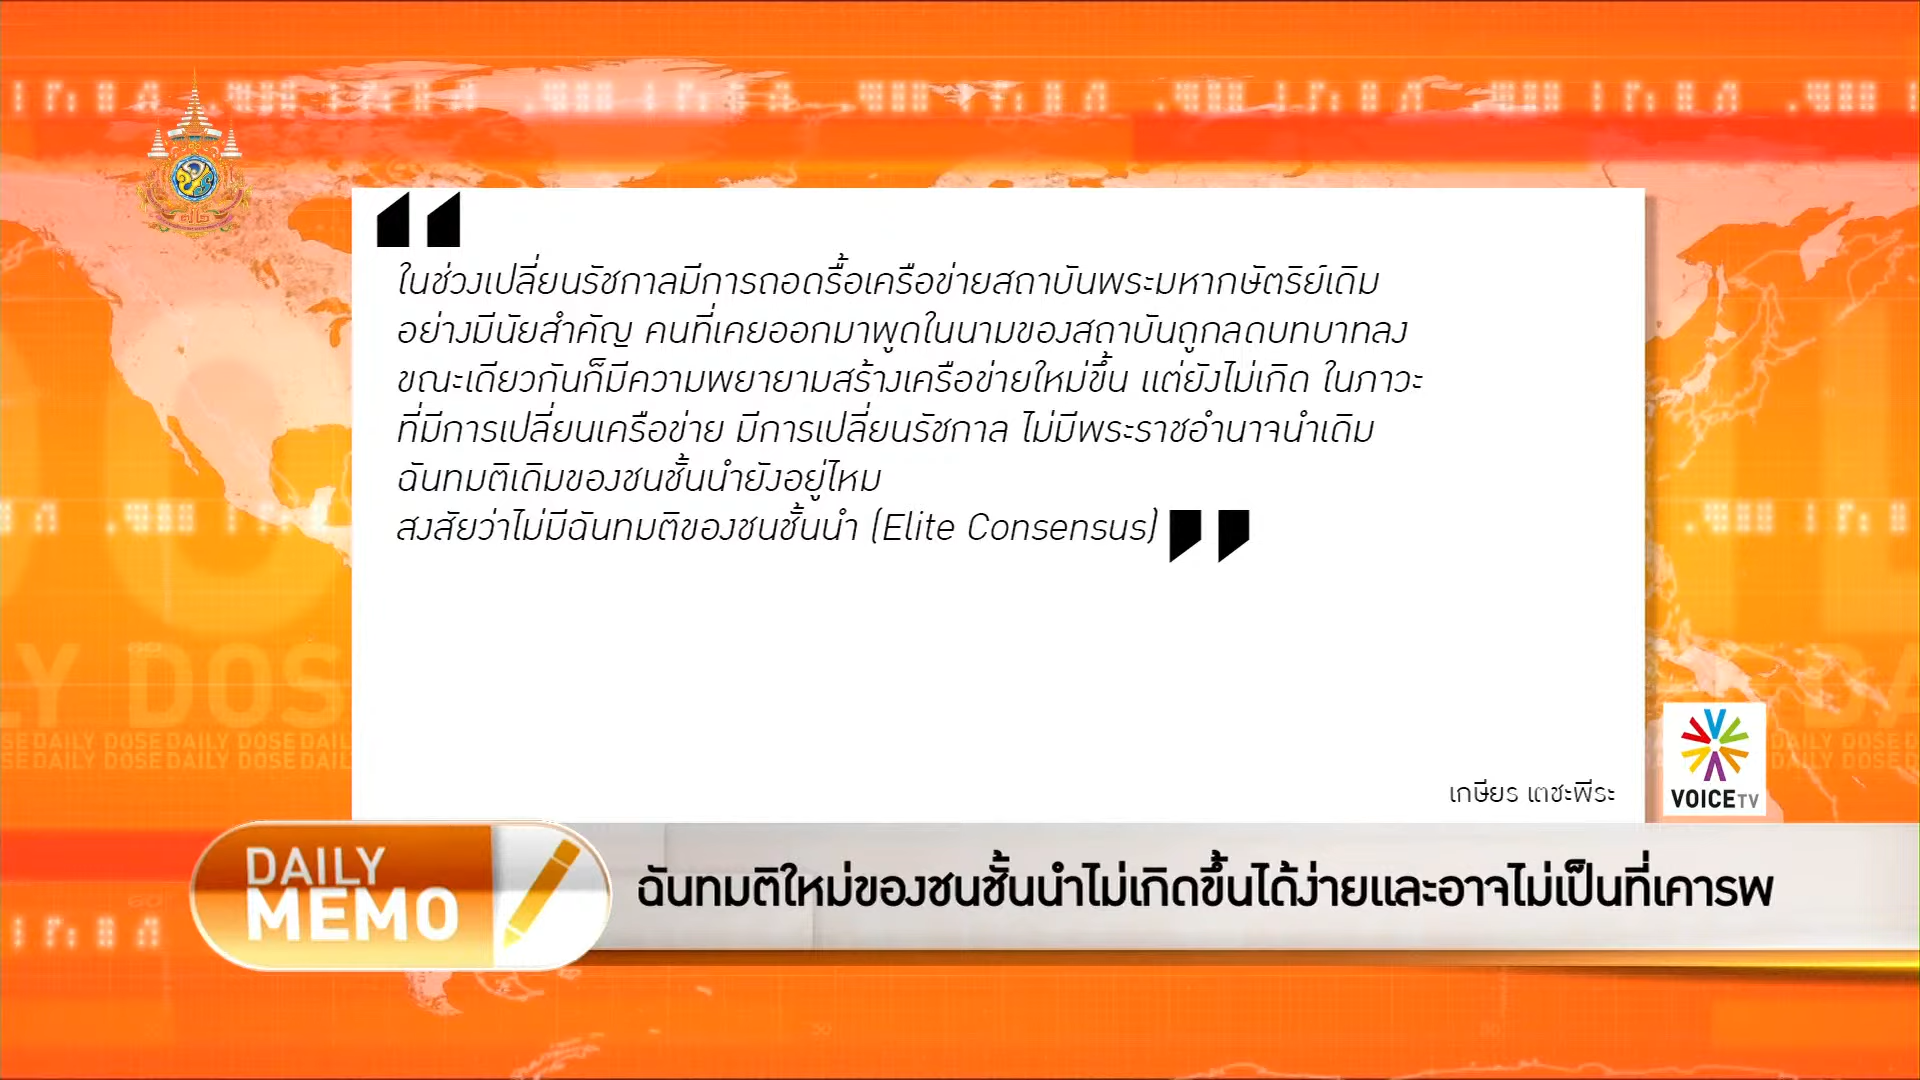 ในช่วงเปลี่ยนรัชกาลมีการถอดรื้อเครือข่ายสถาบันพระมหากษัตริย์เดิม
อย่างมีนัยสำคัญ คนที่เคยออกมาพูดในนามของสถาบันถูกลดบทบาทลง
ขณะเดียวกันก็มีความพยายามสร้างเครือข่ายใหม่ขึ้น แต่ยังไม่เกิด ในภาวะ
ที่มีการเปลี่ยนเครือข่าย มีการเปลี่ยนรัชกาล ไม่มีพระราชอำนาจนำเดิม
ฉันทมติเดิมของชนชั้นนำยังอยู่ไหม
สงสัยว่าไม่มีฉันทมติของชนชั้นนำ (Elite Consensus)
เกษียร เตชะพีระ
VOICE TV
DAILY
MEMO
ฉันทมติใหม่ของชนชั้นนำไม่เกิดขึ้นได้ง่ายและอาจไม่เป็นที่เคารพ
LY DOSE
DAILY DOSE DAILY DOSE DAIL
DAILY DOSE DAILY DOSE DAIL
DAILY DOSE
DAILY DOSE